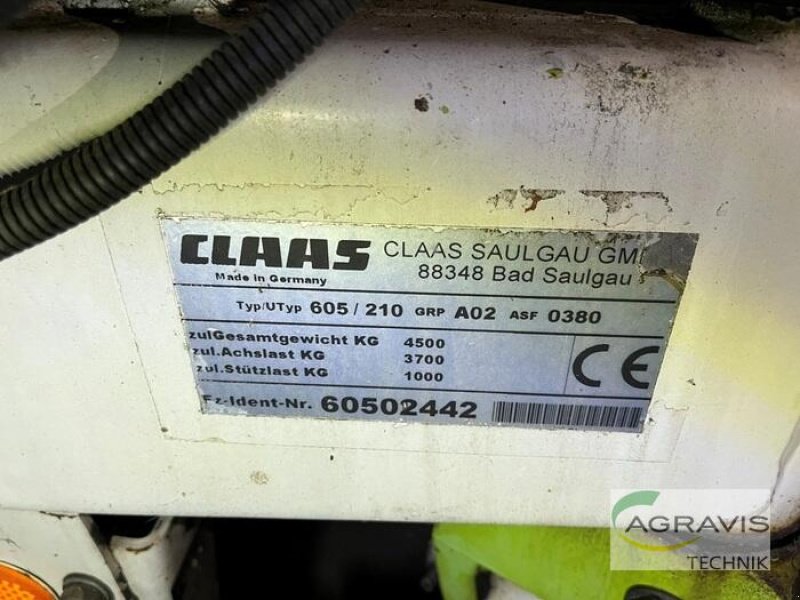 CLAAS
Made in Germany
CLAAS SAULGAU GM
88348 Bad Saulgau
Typ/UTyp 605 / 210 GRP A02 ASF 0380
zulGesamtgewicht KG 4500
zul.Achslast KG 3700
zul.Stützlast KG 1000
CE
Fz-Ident-Nr. 60502442
AGRAVIS
TECHNIK